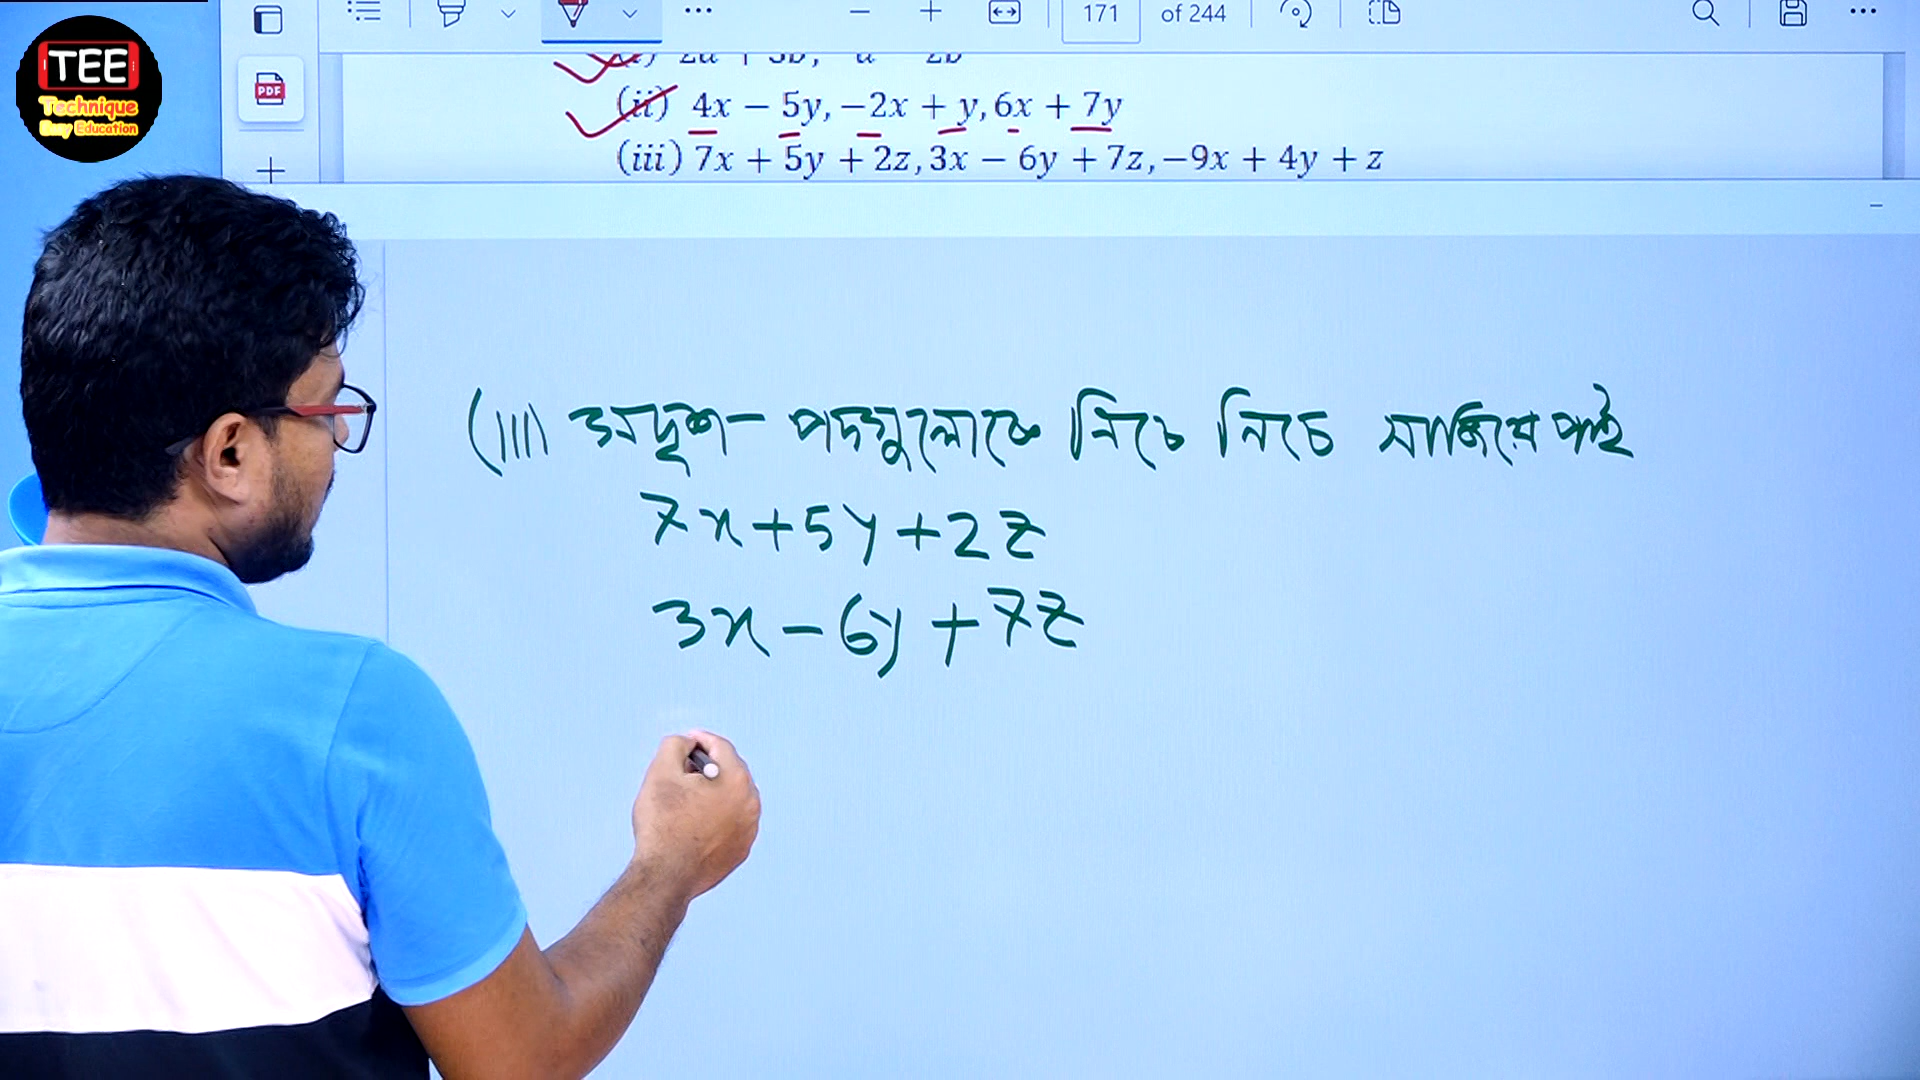 TEE
Technique
Easy Education
PDF
171 of 244
(ii) 4x − 5y, −2x + y, 6x + 7y
(iii) 7x + 5y + 2z, 3x − 6y + 7z, −9x + 4y + z
(iii) সদৃশ পদগুলোকে নিচে নিচে সাজিয়ে পাই
7x + 5y + 2z
3x − 6y + 7z